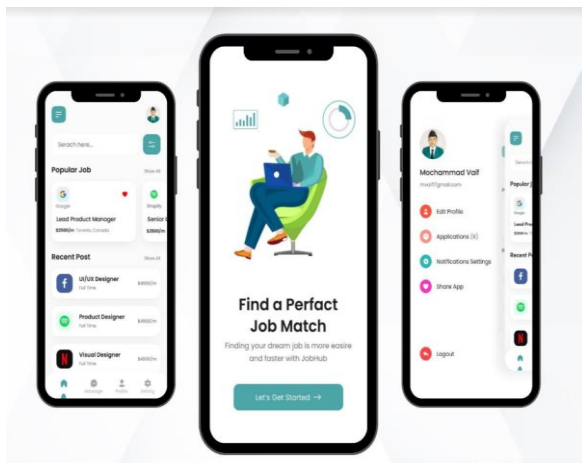 Serach here...
Popular Job
Show All
Google
Lead Product Manager
$2500/m Toronto, Canada
Shopify
Senior
Recent Post
Show All
UI/UX Designer
Full Time
Product Designer
Full Time
Visual Designer
Full Time
Find a Perfact
Job Match
Finding your dream job is more easire
and faster with JobHub
Let's Get Started →
Mochammad Vaif
Edit Profile
Applications
Notifications Settings
Share App
Logout
Popular
Recent